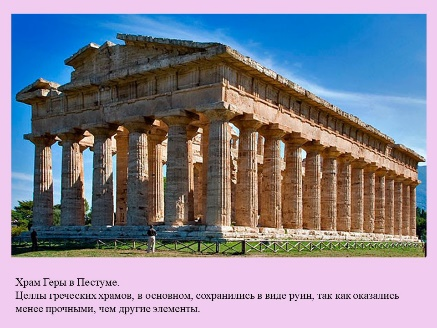 Храм Геры в Пестуме.
Целлы греческих храмов, в основном, сохранились в виде руин, так как оказались
менее прочными, чем другие элементы.